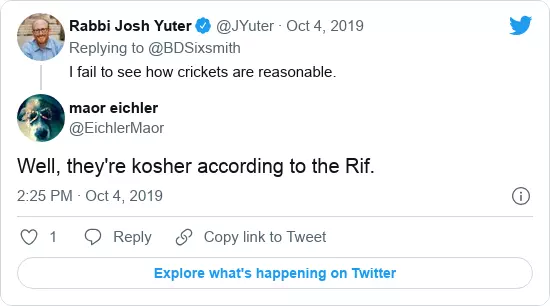 Rabbi Josh Yuter @JYuter · Oct 4, 2019
Replying to @BDSixsmith
I fail to see how crickets are reasonable.
maor eichler
@EichlerMaor
Well, they're kosher according to the Rif.
2:25 PM · Oct 4, 2019
1 Reply Copy link to Tweet
Explore what's happening on Twitter